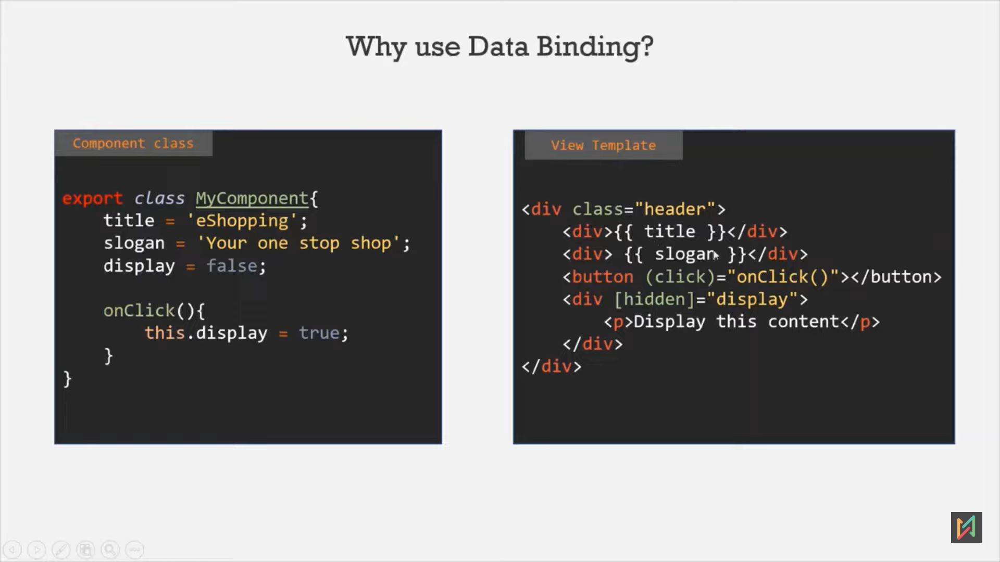 Why use Data Binding?
Component class
export class MyComponent{
title = 'eShopping';
slogan = 'Your one stop shop';
display = false;
onClick(){
this.display = true;
}
}
View Template
<div class="header">
<div>{{ title }}</div>
<div> {{ slogan }}</div>
<button (click)="onClick()"></button>
<div [hidden]="display">
<p>Display this content</p>
</div>
</div>